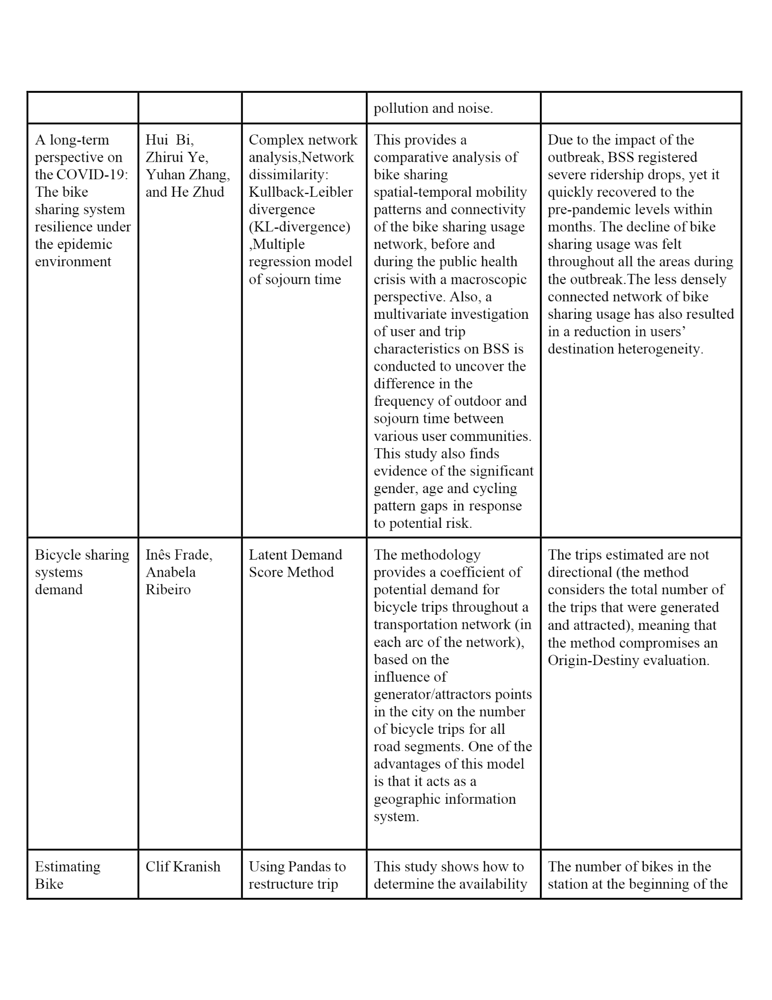 pollution and noise.
A long-term
perspective on
the COVID-19:
The bike
sharing system
resilience under
the epidemic
environment
Hui  Bi,
Zhirui Ye,
Yuhan Zhang,
and He Zhud
Complex network
analysis,Network
dissimilarity:
Kullback-Leibler
divergence
(KL-divergence)
,Multiple
regression model
of sojourn time
This provides a
comparative analysis of
bike sharing
spatial-temporal mobility
patterns and connectivity
of the bike sharing usage
network, before and
during the public health
crisis with a macroscopic
perspective. Also, a
multivariate investigation
of user and trip
characteristics on BSS is
conducted to uncover the
difference in the
frequency of outdoor and
sojourn time between
various user communities.
This study also finds
evidence of the significant
gender, age and cycling
pattern gaps in response
to potential risk.
Due to the impact of the
outbreak, BSS registered
severe ridership drops, yet it
quickly recovered to the
pre-pandemic levels within
months. The decline of bike
sharing usage was felt
throughout all the areas during
the outbreak.The less densely
connected network of bike
sharing usage has also resulted
in a reduction in users’
destination heterogeneity.
Bicycle sharing
systems
demand
Inês Frade,
Anabela
Ribeiro
Latent Demand
Score Method
The methodology
provides a coefficient of
potential demand for
bicycle trips throughout a
transportation network (in
each arc of the network),
based on the
influence of
generator/attractors points
in the city on the number
of bicycle trips for all
road segments. One of the
advantages of this model
is that it acts as a
geographic information
system.
The trips estimated are not
directional (the method
considers the total number of
the trips that were generated
and attracted), meaning that
the method compromises an
Origin-Destiny evaluation.
Estimating
Bike
Clif Kranish
Using Pandas to
restructure trip
This study shows how to
determine the availability
The number of bikes in the
station at the beginning of the